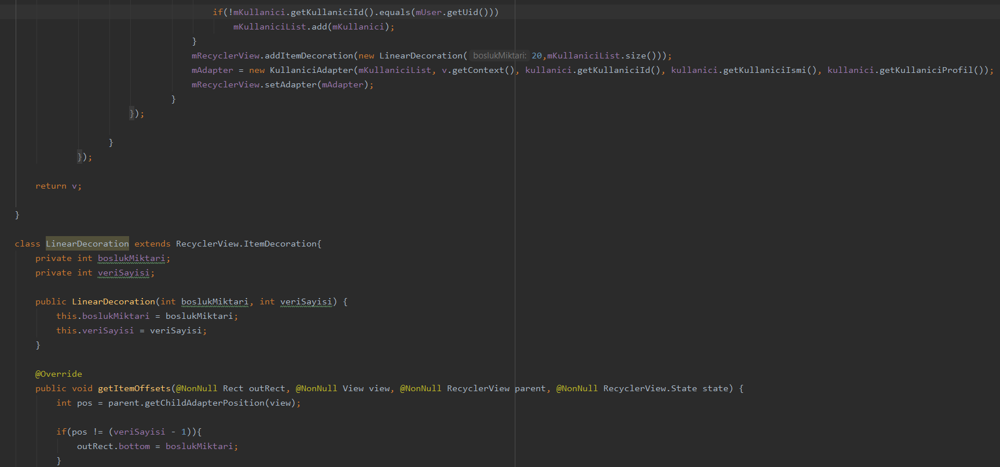 if(!mKullanici.getKullaniciId().equals(mUser.getUid()))
mKullaniciList.add(mKullanici);
}
mRecyclerView.addItemDecoration(new LinearDecoration( boslukMiktari: 20,mKullaniciList.size()));
mAdapter = new KullaniciAdapter(mKullaniciList, v.getContext(), kullanici.getKullaniciId(), kullanici.getKullaniciIsmi(), kullanici.getKullaniciProfil());
mRecyclerView.setAdapter(mAdapter);
}
});
}
});
return v;
}
class LinearDecoration extends RecyclerView.ItemDecoration{
private int boslukMiktari;
private int veriSayisi;
public LinearDecoration(int boslukMiktari, int veriSayisi) {
this.boslukMiktari = boslukMiktari;
this.veriSayisi = veriSayisi;
}
@Override
public void getItemOffsets(@NonNull Rect outRect, @NonNull View view, @NonNull RecyclerView parent, @NonNull RecyclerView.State state) {
int pos = parent.getChildAdapterPosition(view);
if(pos != (veriSayisi - 1)){
outRect.bottom = boslukMiktari;
}